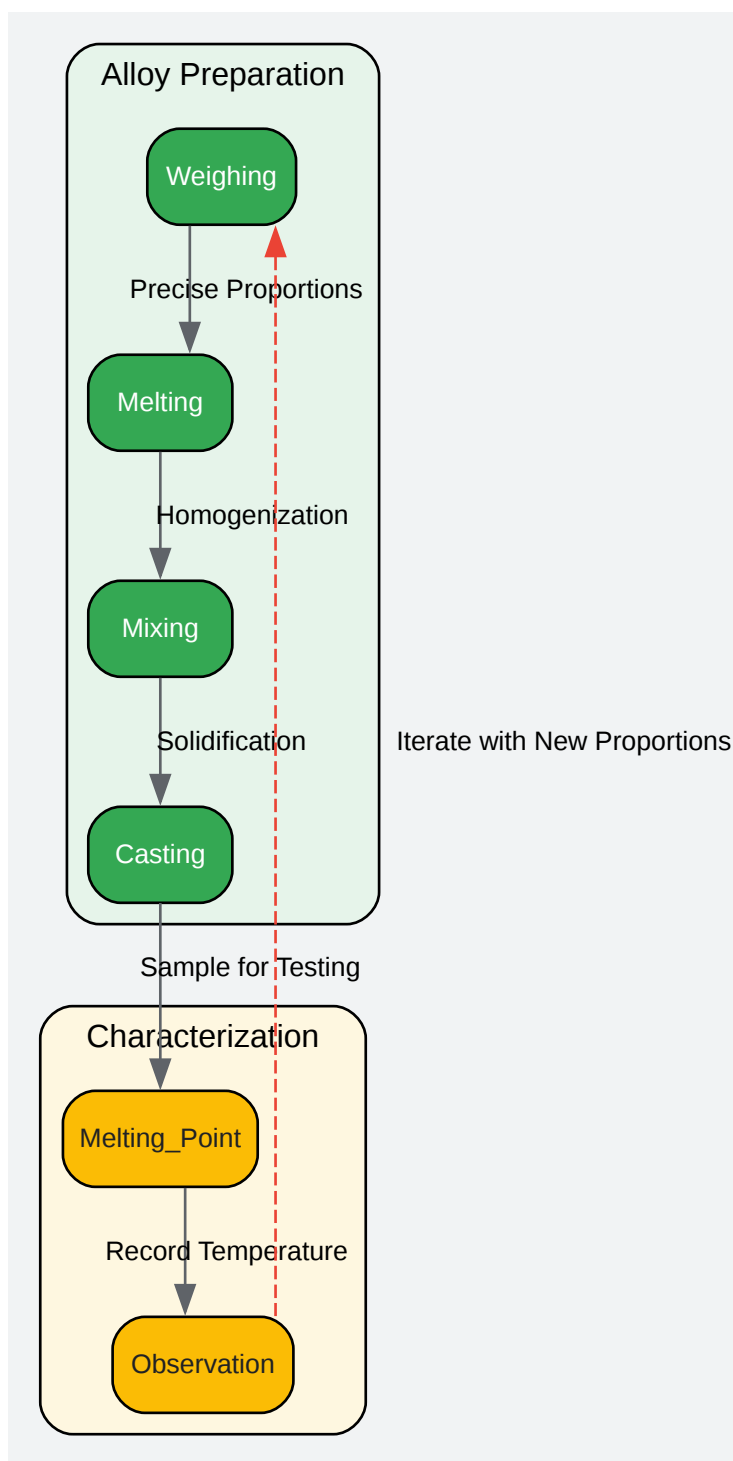 Alloy Preparation
Weighing
Precise Proportions
Melting
Homogenization
Mixing
Solidification
Iterate with New Proportions
Casting
Sample for Testing
Characterization
Melting_Point
Record Temperature
Observation